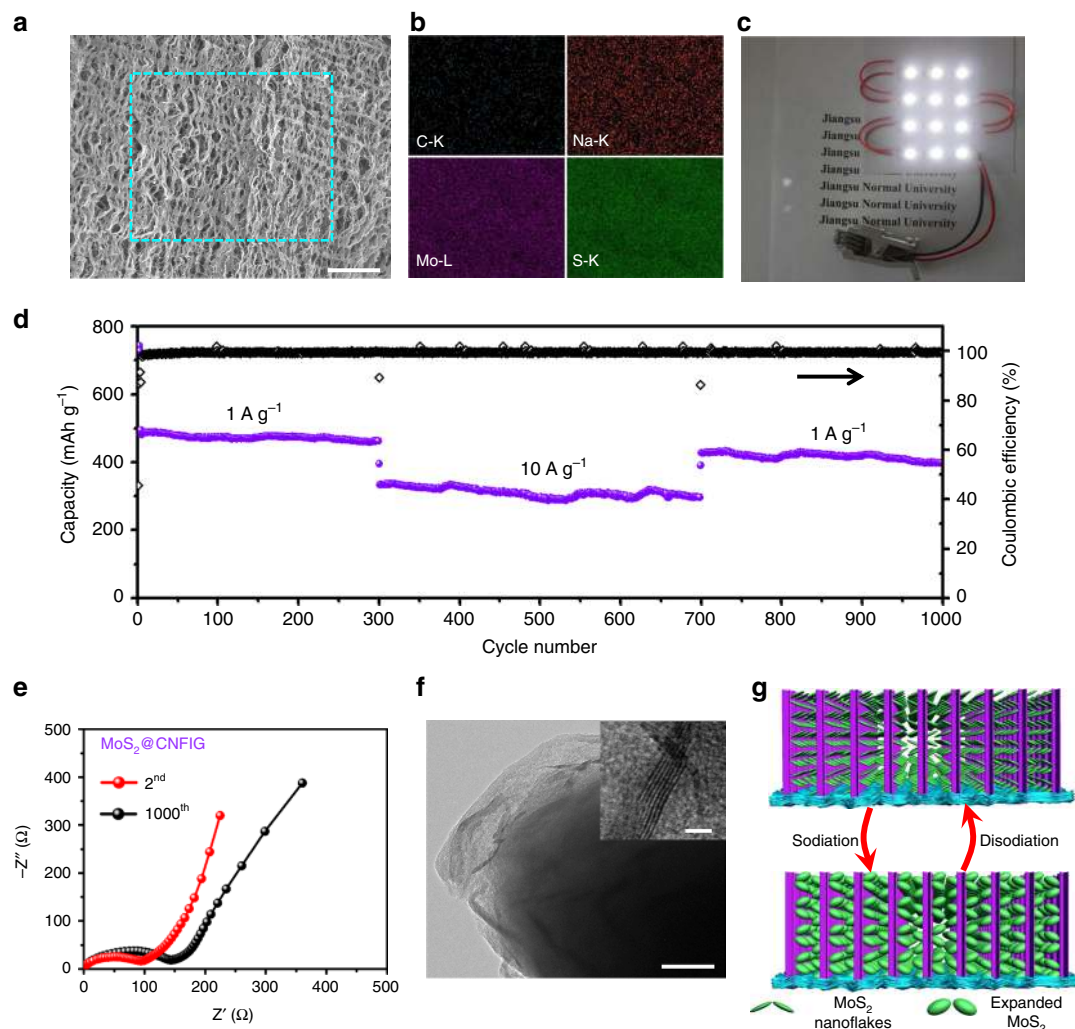 a
b
c
C-K
Na-K
Mo-L
S-K
Jiangsu
Jiangsu
Jiangsu
Jiangsu
Jiangsu Normal University
Jiangsu Normal University
Jiangsu Normal University
d
800
600
400
200
0
Capacity (mAh g⁻¹)
1 A g⁻¹
10 A g⁻¹
1 A g⁻¹
100
80
60
40
20
0
Coulombic efficiency (%)
0 100 200 300 400 500 600 700 800 900 1000
Cycle number
e
500
400
300
200
100
0
–Z″ (Ω)
MoS₂@CNFIG
2ⁿᵈ
1000ᵗʰ
0 100 200 300 400 500
Z′ (Ω)
f
g
Sodiation
Disodiation
MoS₂
nanoflakes
Expanded
MoS₂